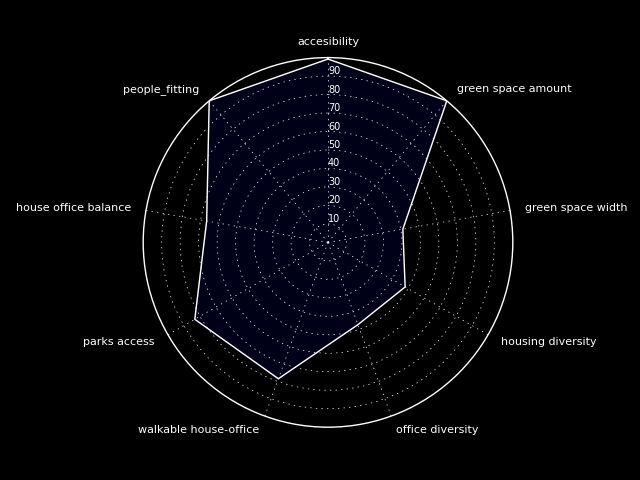 accesibility
people_fitting
green space amount
90
80
70
60
50
40
30
20
10
house office balance
green space width
parks access
housing diversity
walkable house-office
office diversity